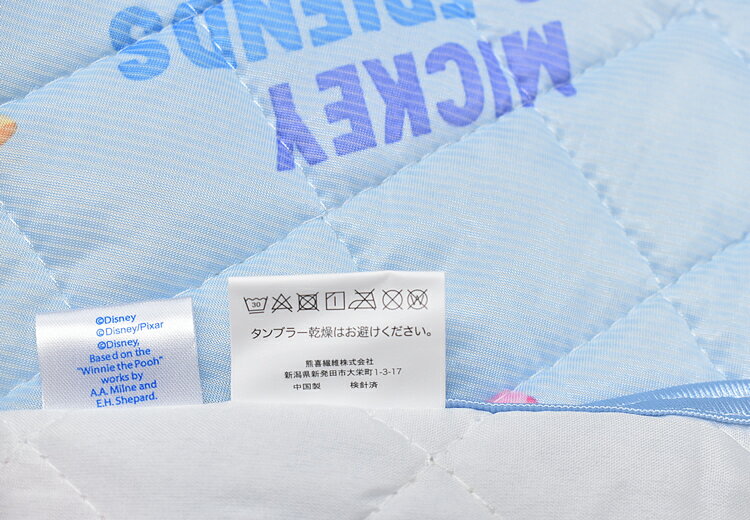 MICKEY
FRIENDS
©Disney
©Disney/Pixar
©Disney,
Based on the
"Winnie the Pooh"
works by
A.A. Milne and
E.H. Shepard.
30
タンブラー乾燥はお避けください。
熊喜繊維株式会社
新潟県新発田市大栄町1-3-17
中国製 検針済